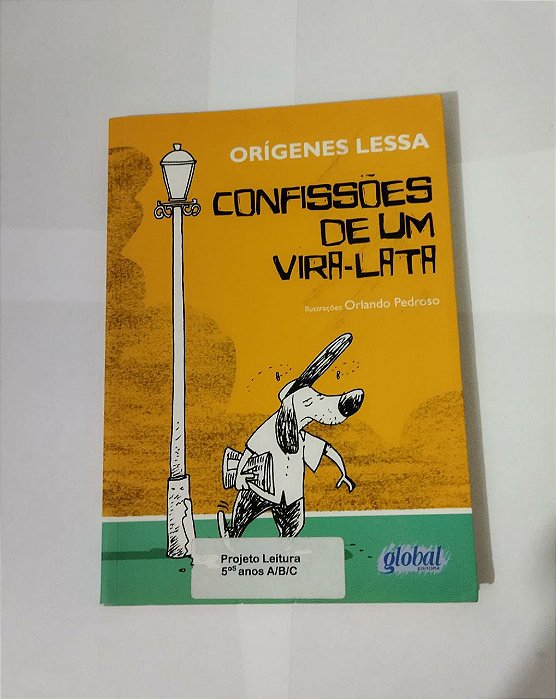 ORÍGENES LESSA
CONFISSÕES
DE UM
VIRA-LATA
Ilustrações Orlando Pedroso
Projeto Leitura
5ºs anos A/B/C
global
EDITORA